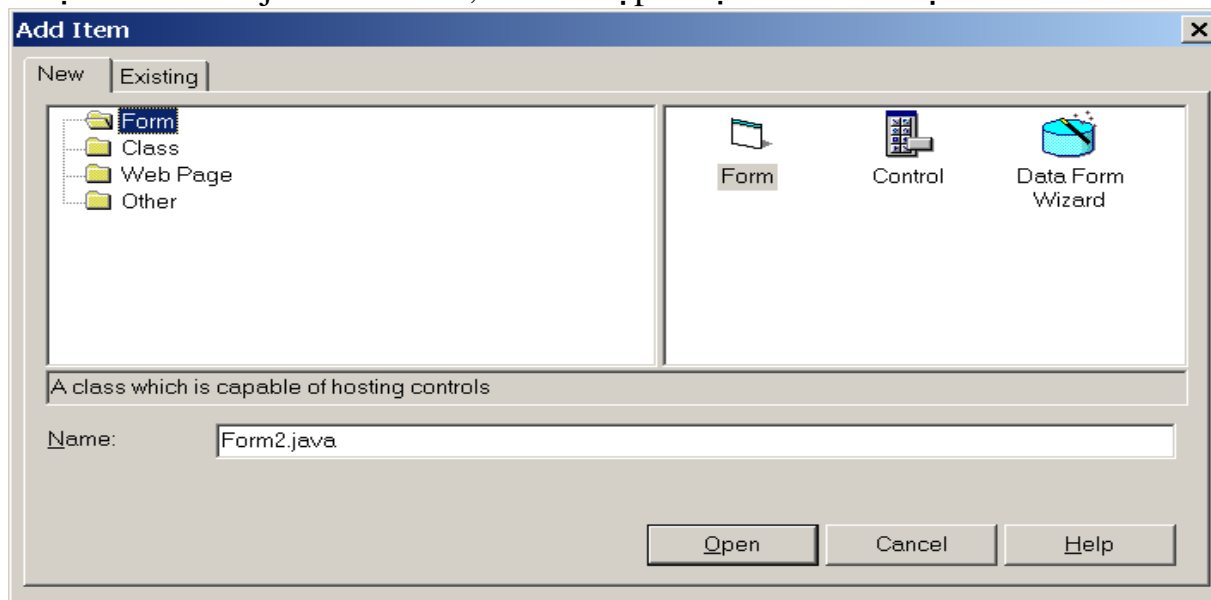 Add Item
New
Existing
Form
Class
Web Page
Other
Form
Control
Data Form
Wizard
A class which is capable of hosting controls
Name:
Form2.java
Open
Cancel
Help